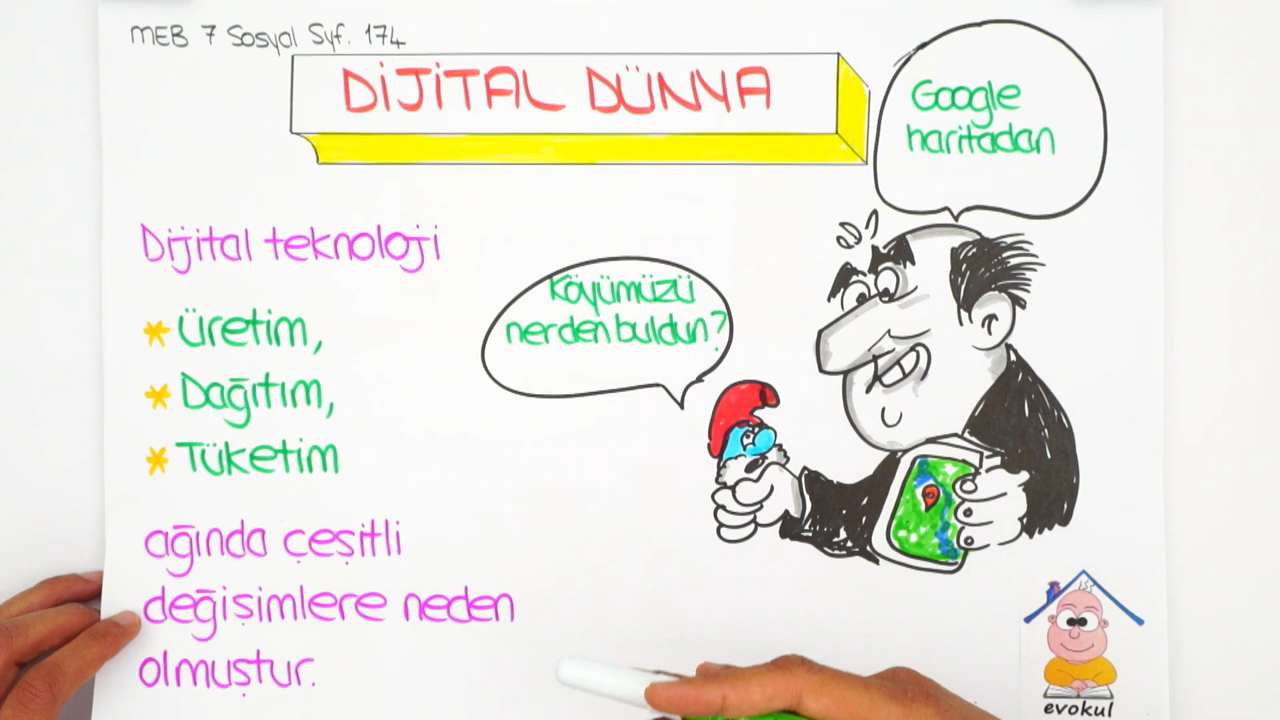 MEB 7 Sosyal Syf. 174
DİJİTAL DÜNYA
Google
haritadan
Dijital teknoloji
Köyümüzü
nerden buldun?
* üretim,
* Dağıtım,
* Tüketim
ağında çeşitli
değişimlere neden
olmuştur.
evokul